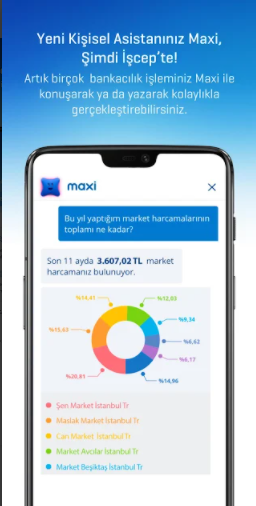 Yeni Kişisel Asistanınız Maxi,
Şimdi İşcep'te!
Artık birçok bankacılık işleminiz Maxi ile
konuşarak ya da yazarak kolaylıkla
gerçekleştirebilirsiniz.
maxi
Bu yıl yaptığım market harcamalarının
toplamı ne kadar?
Son 11 ayda 3.607,02 TL market
harcamanız bulunuyor.
%14,41
%12,03
%15,63
%9,34
%6,62
%6,17
%20,81
%14,96
Şen Market İstanbul Tr
Maslak Market İstanbul Tr
Can Market İstanbul Tr
Market Avcılar İstanbul Tr
Market Beşiktaş İstanbul Tr